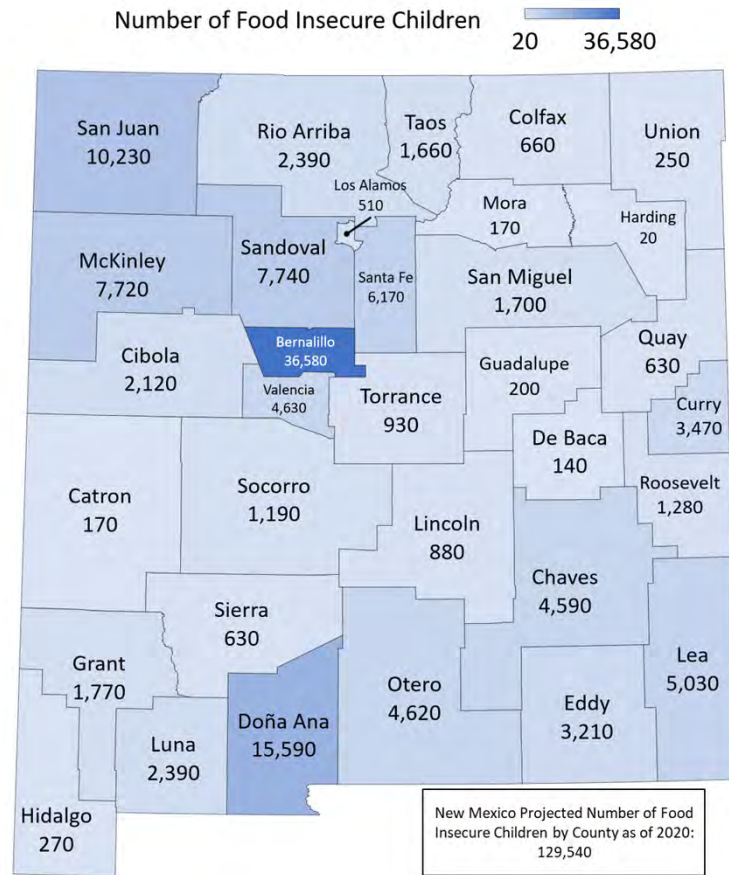 Number of Food Insecure Children
20 36,580
San Juan
10,230
Rio Arriba
2,390
Taos
1,660
Colfax
660
Union
250
Los Alamos
510
Mora
170
Harding
20
McKinley
7,720
Sandoval
7,740
Santa Fe
6,170
San Miguel
1,700
Cibola
2,120
Bernalillo
36,580
Valencia
4,630
Torrance
930
Guadalupe
200
Quay
630
Curry
3,470
De Baca
140
Roosevelt
1,280
Catron
170
Socorro
1,190
Lincoln
880
Chaves
4,590
Sierra
630
Grant
1,770
Lea
5,030
Otero
4,620
Eddy
3,210
Doña Ana
15,590
Luna
2,390
Hidalgo
270
New Mexico Projected Number of Food
Insecure Children by County as of 2020:
129,540